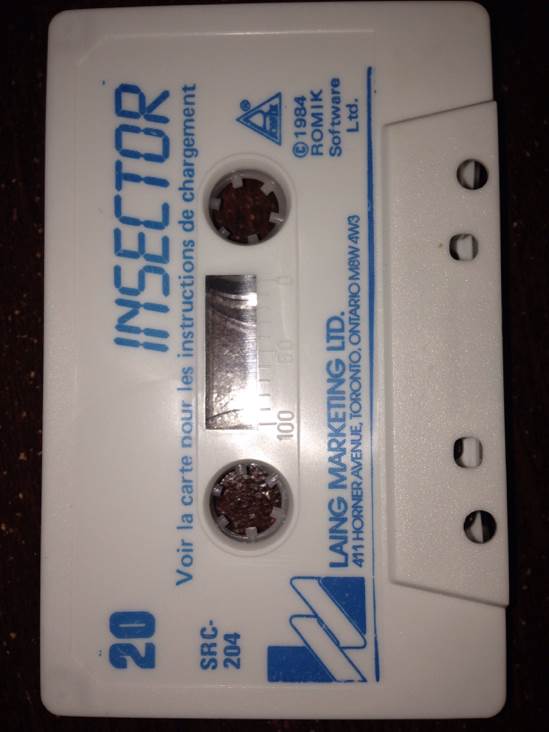 20 INSECTOR
Voir la carte nour les instructions de chargement
SRC-
204
100
50
0
© 1984
ROMIK
Software
Ltd.
LAING MARKETING LTD.
411 HORNER AVENUE, TORONTO, ONTARIO M8W 4W3